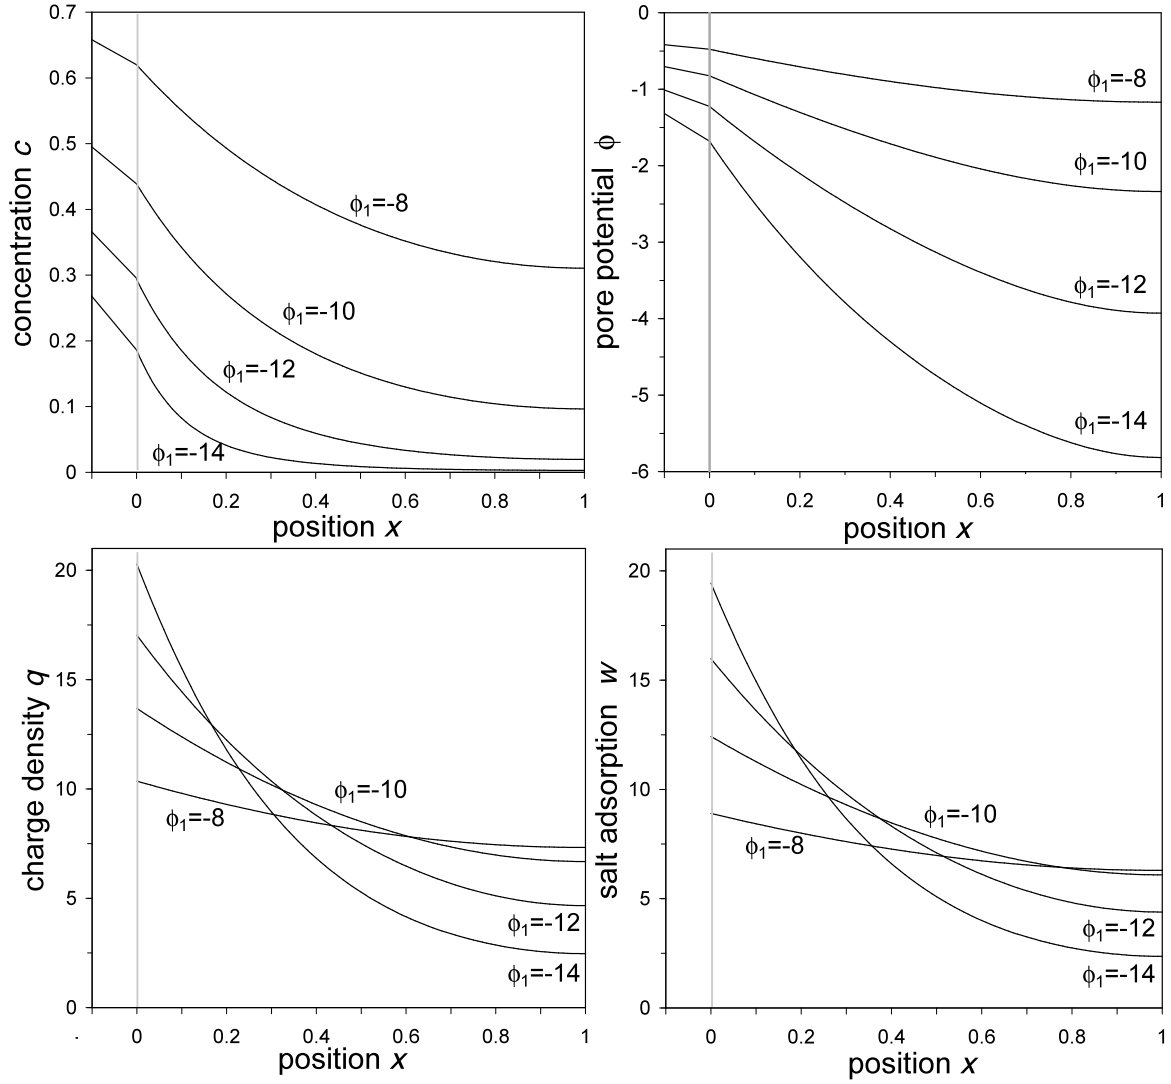 0.7
0.6
0.5
0.4
0.3
0.2
0.1
0
concentration c
ϕ1=-8
ϕ1=-10
ϕ1=-12
ϕ1=-14
0 0.2 0.4 0.6 0.8 1
position x
0
-1
-2
-3
-4
-5
-6
pore potential ϕ
ϕ1=-8
ϕ1=-10
ϕ1=-12
ϕ1=-14
0 0.2 0.4 0.6 0.8 1
position x
20
15
10
5
0
charge density q
ϕ1=-10
ϕ1=-8
ϕ1=-12
ϕ1=-14
0 0.2 0.4 0.6 0.8 1
position x
20
15
10
5
0
salt adsorption w
ϕ1=-10
ϕ1=-8
ϕ1=-12
ϕ1=-14
0 0.2 0.4 0.6 0.8 1
position x